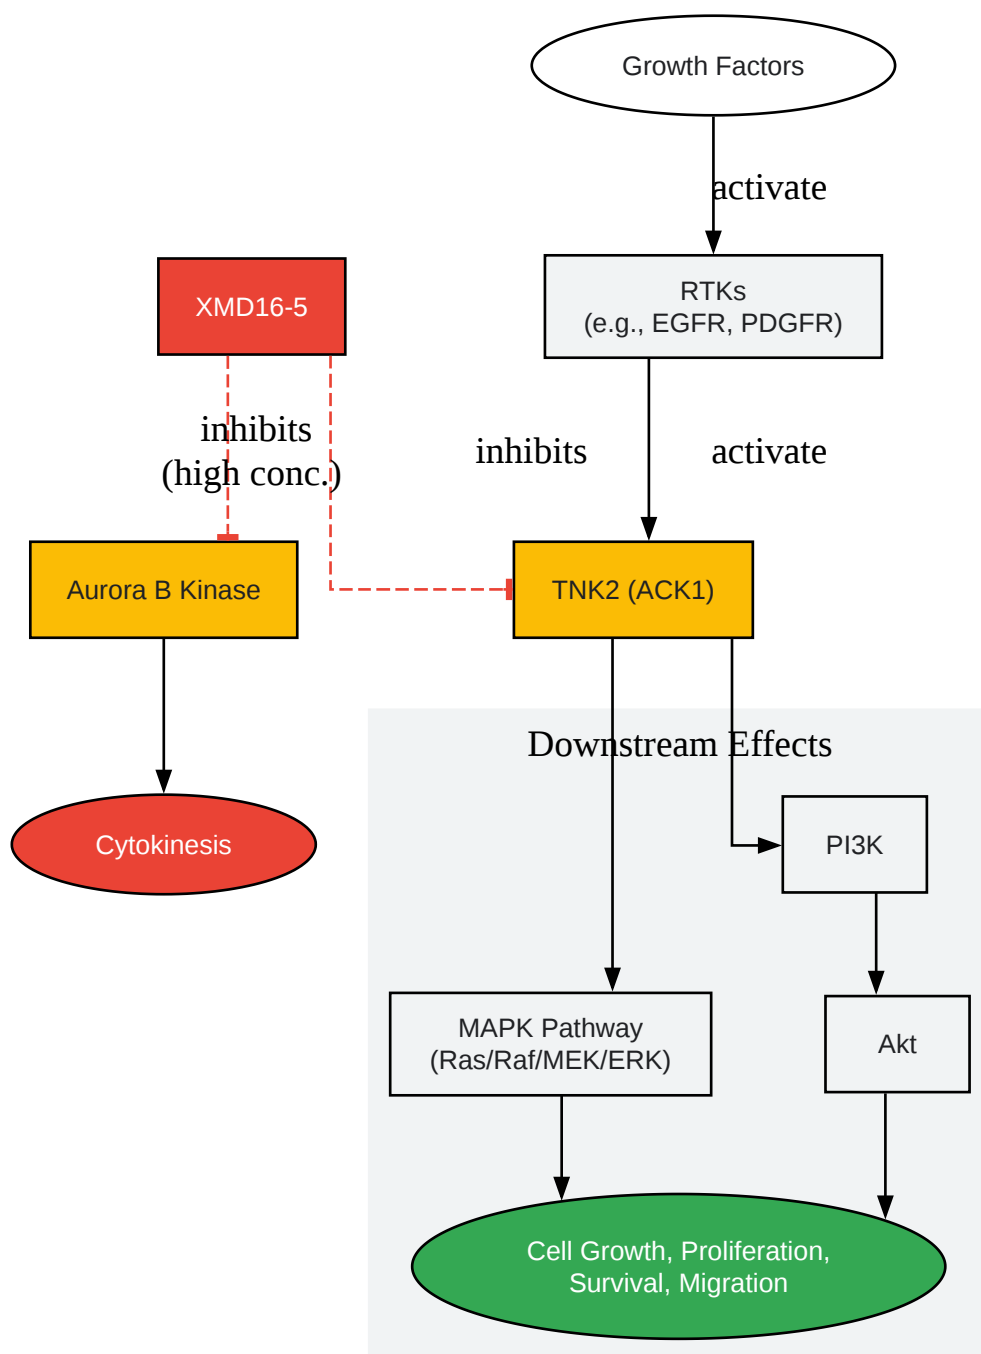 Growth Factors
activate
XMD16-5
RTKs
(e.g., EGFR, PDGFR)
inhibits
(high conc.)
inhibits
activate
Aurora B Kinase
TNK2 (ACK1)
Downstream Effects
Cytokinesis
PI3K
MAPK Pathway
(Ras/Raf/MEK/ERK)
Akt
Cell Growth, Proliferation,
Survival, Migration